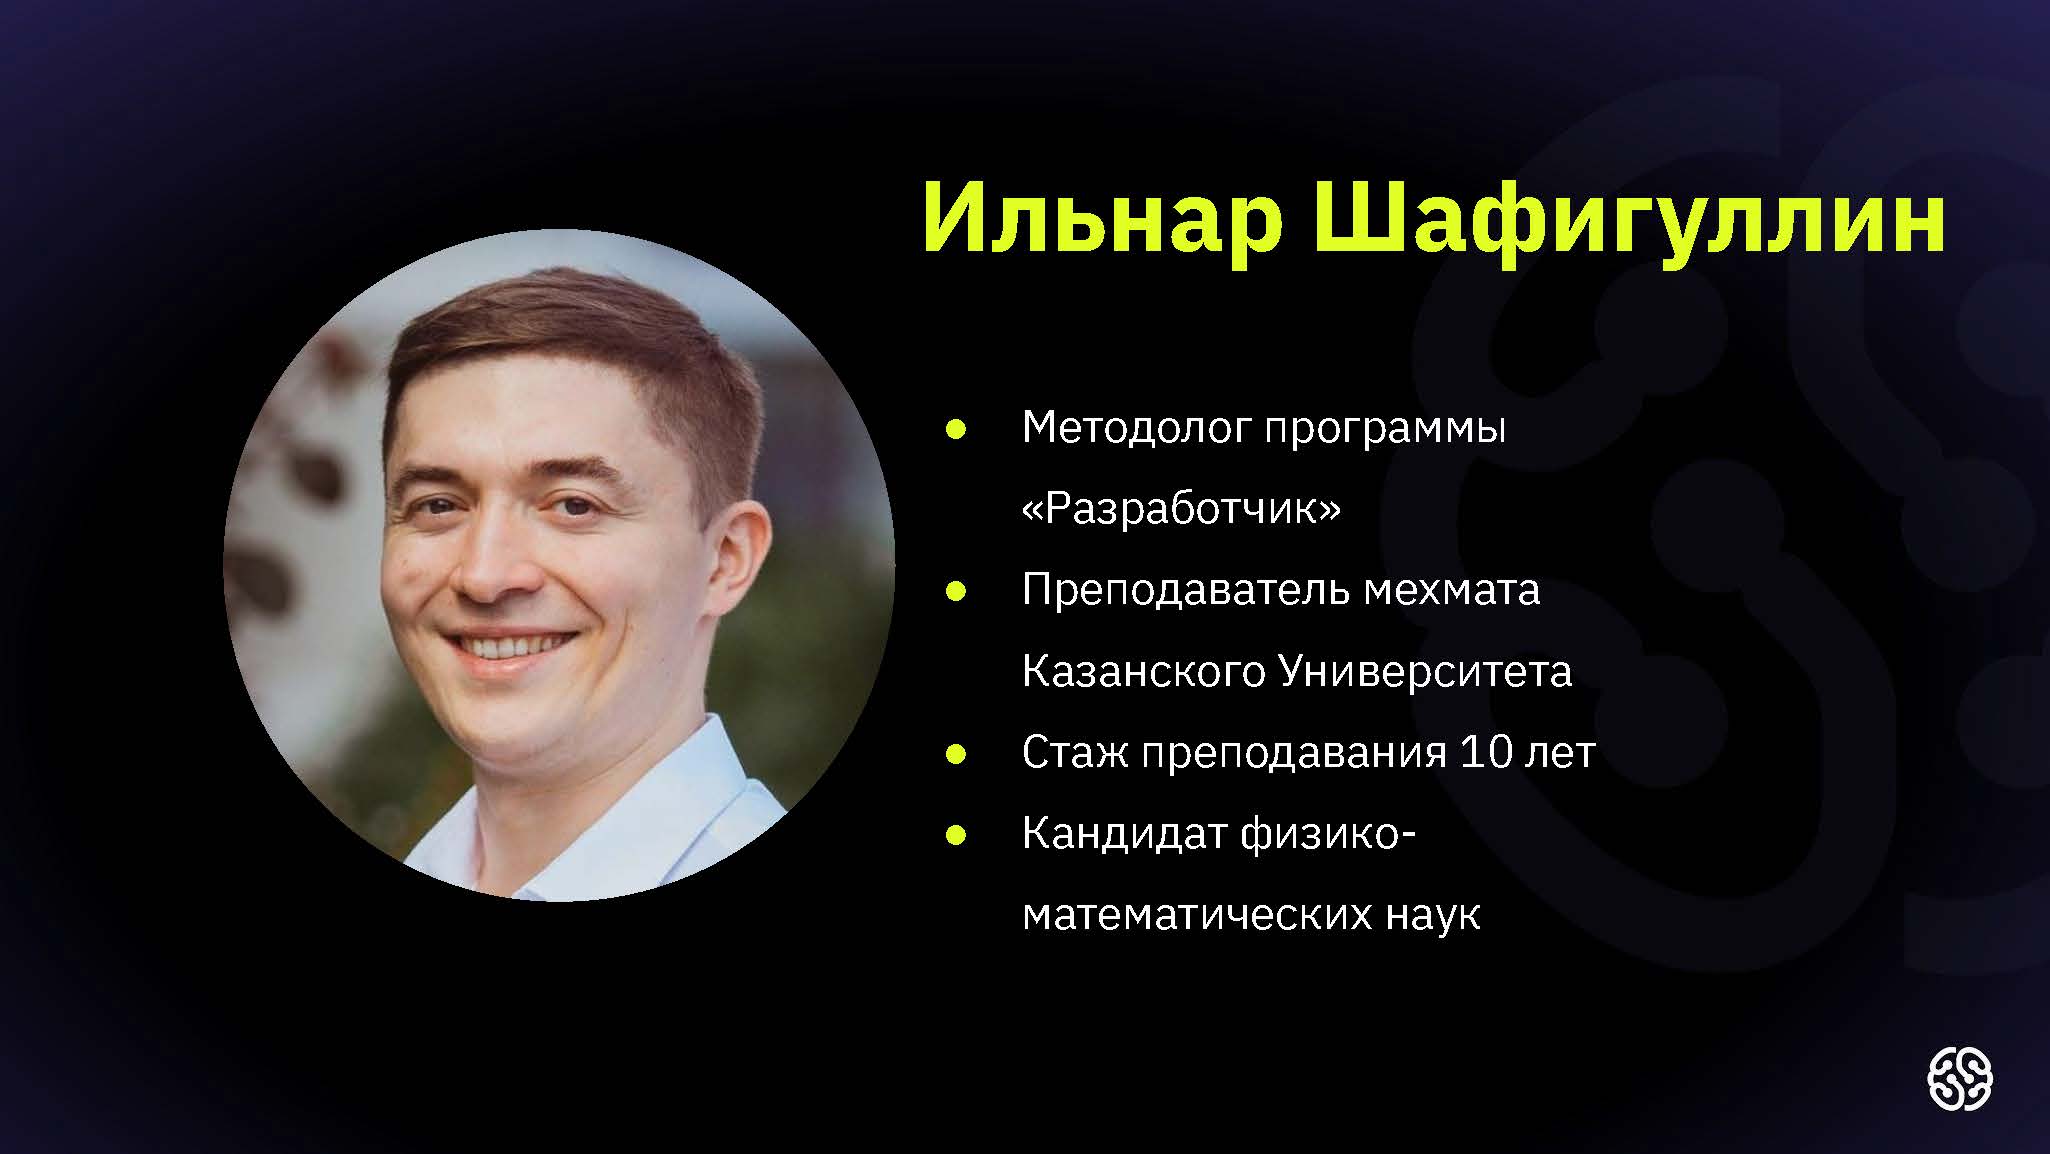 Ильнар Шафигуллин
● Методолог программы
«Разработчик»
● Преподаватель мехмата
Казанского Университета
● Стаж преподавания 10 лет
● Кандидат физико-
математических наук